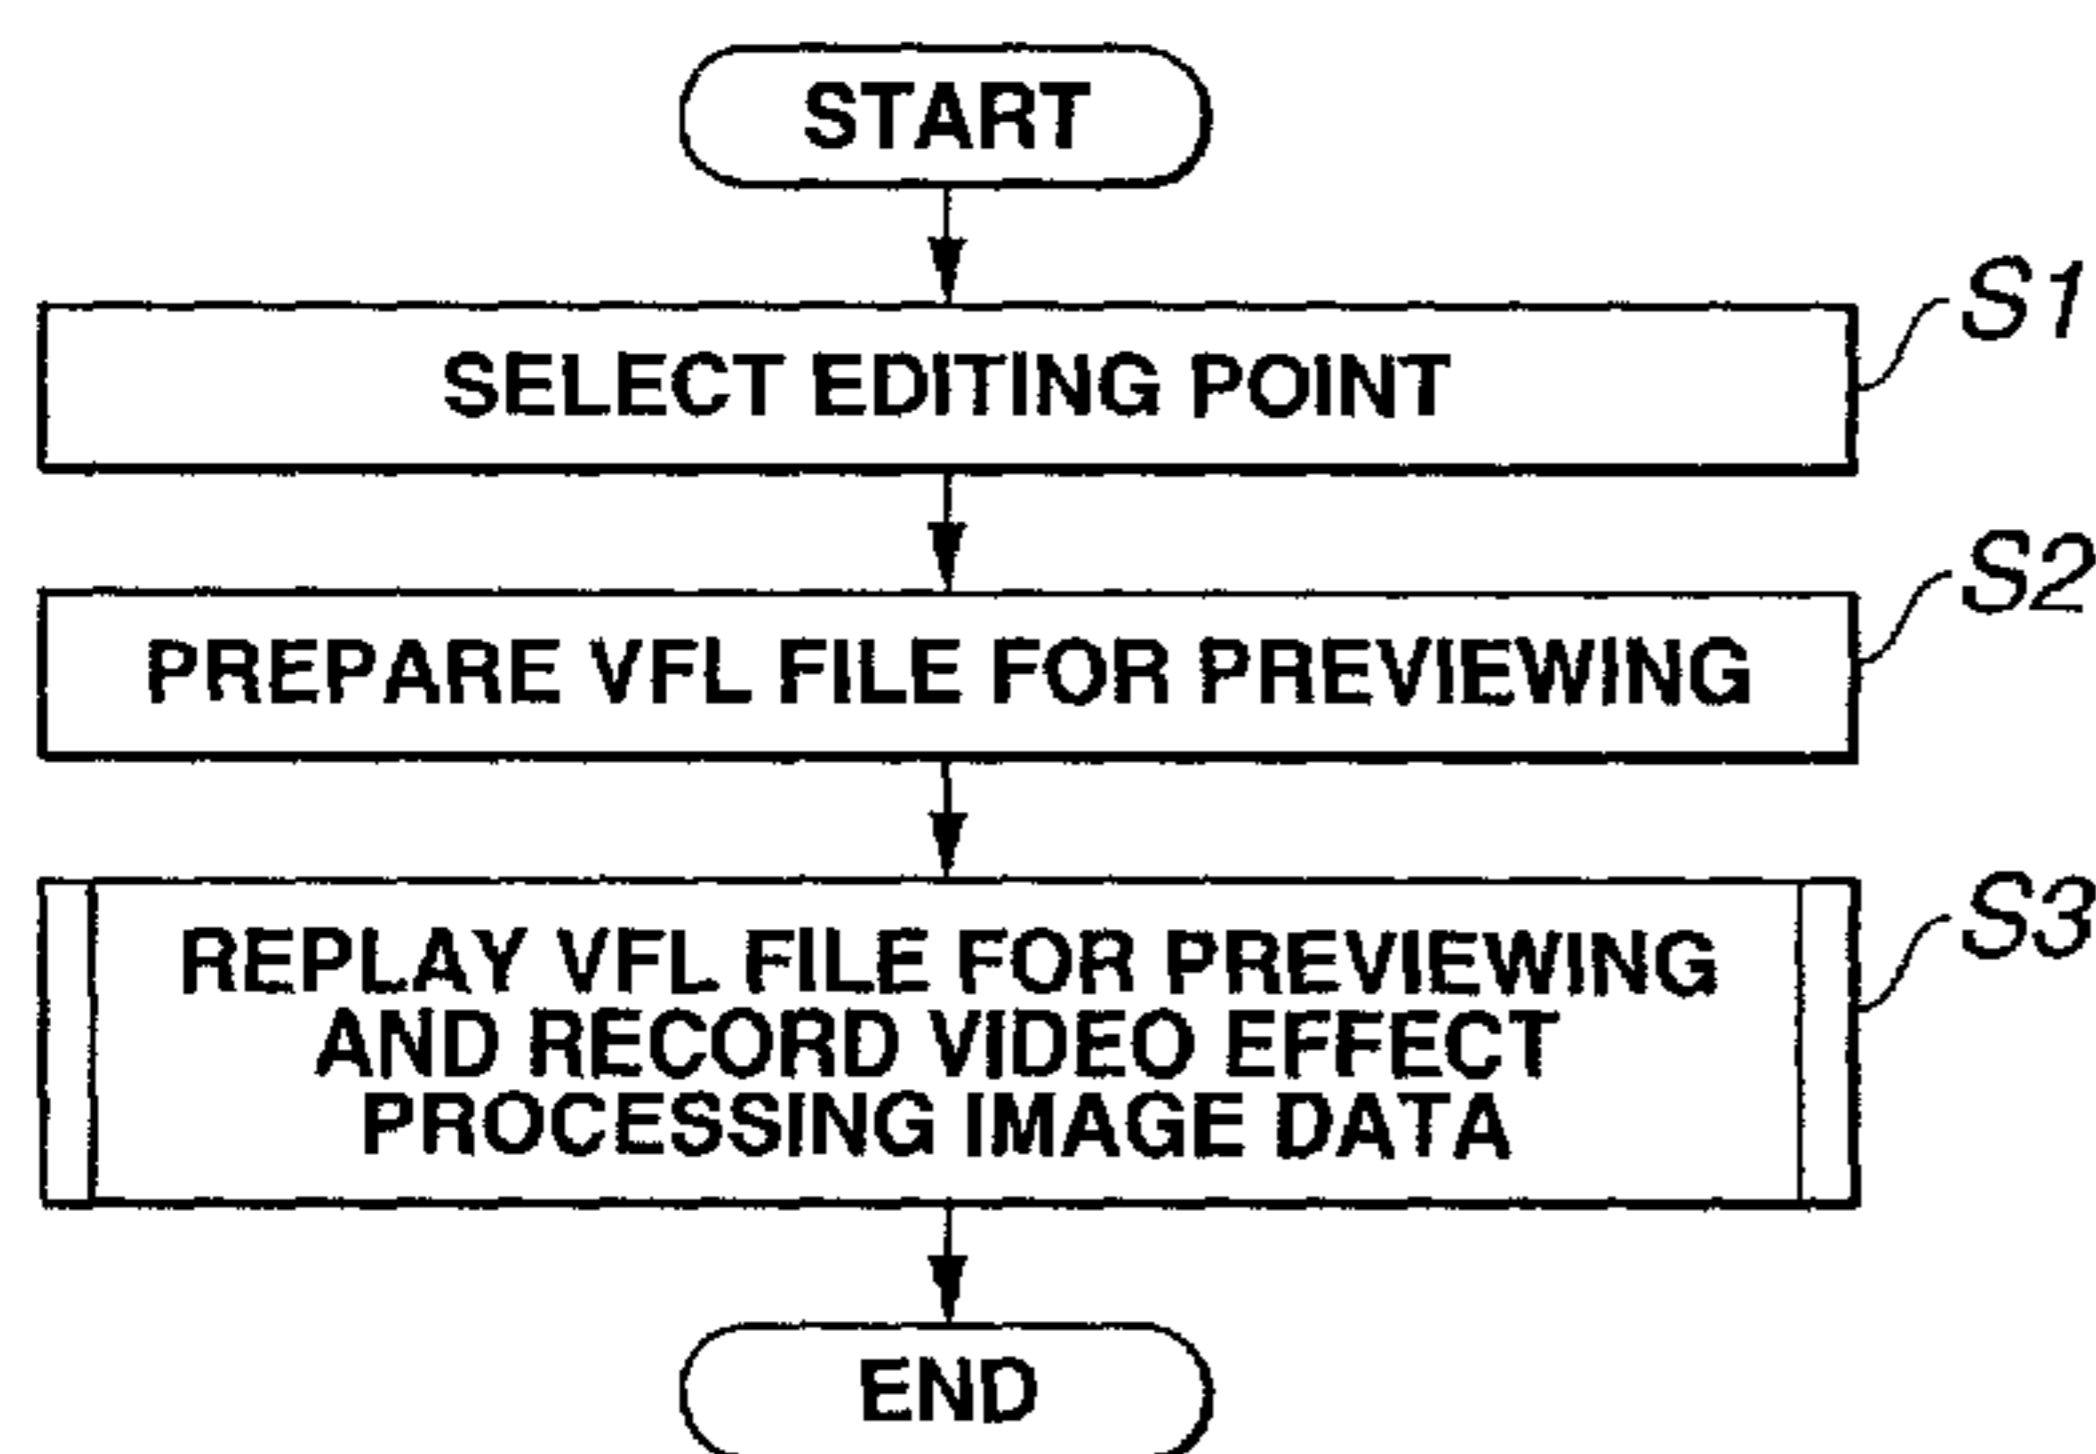 START
S1
SELECT EDITING POINT
S2
PREPARE VFL FILE FOR PREVIEWING
S3
REPLAY VFL FILE FOR PREVIEWING
AND RECORD VIDEO EFFECT
PROCESSING IMAGE DATA
END